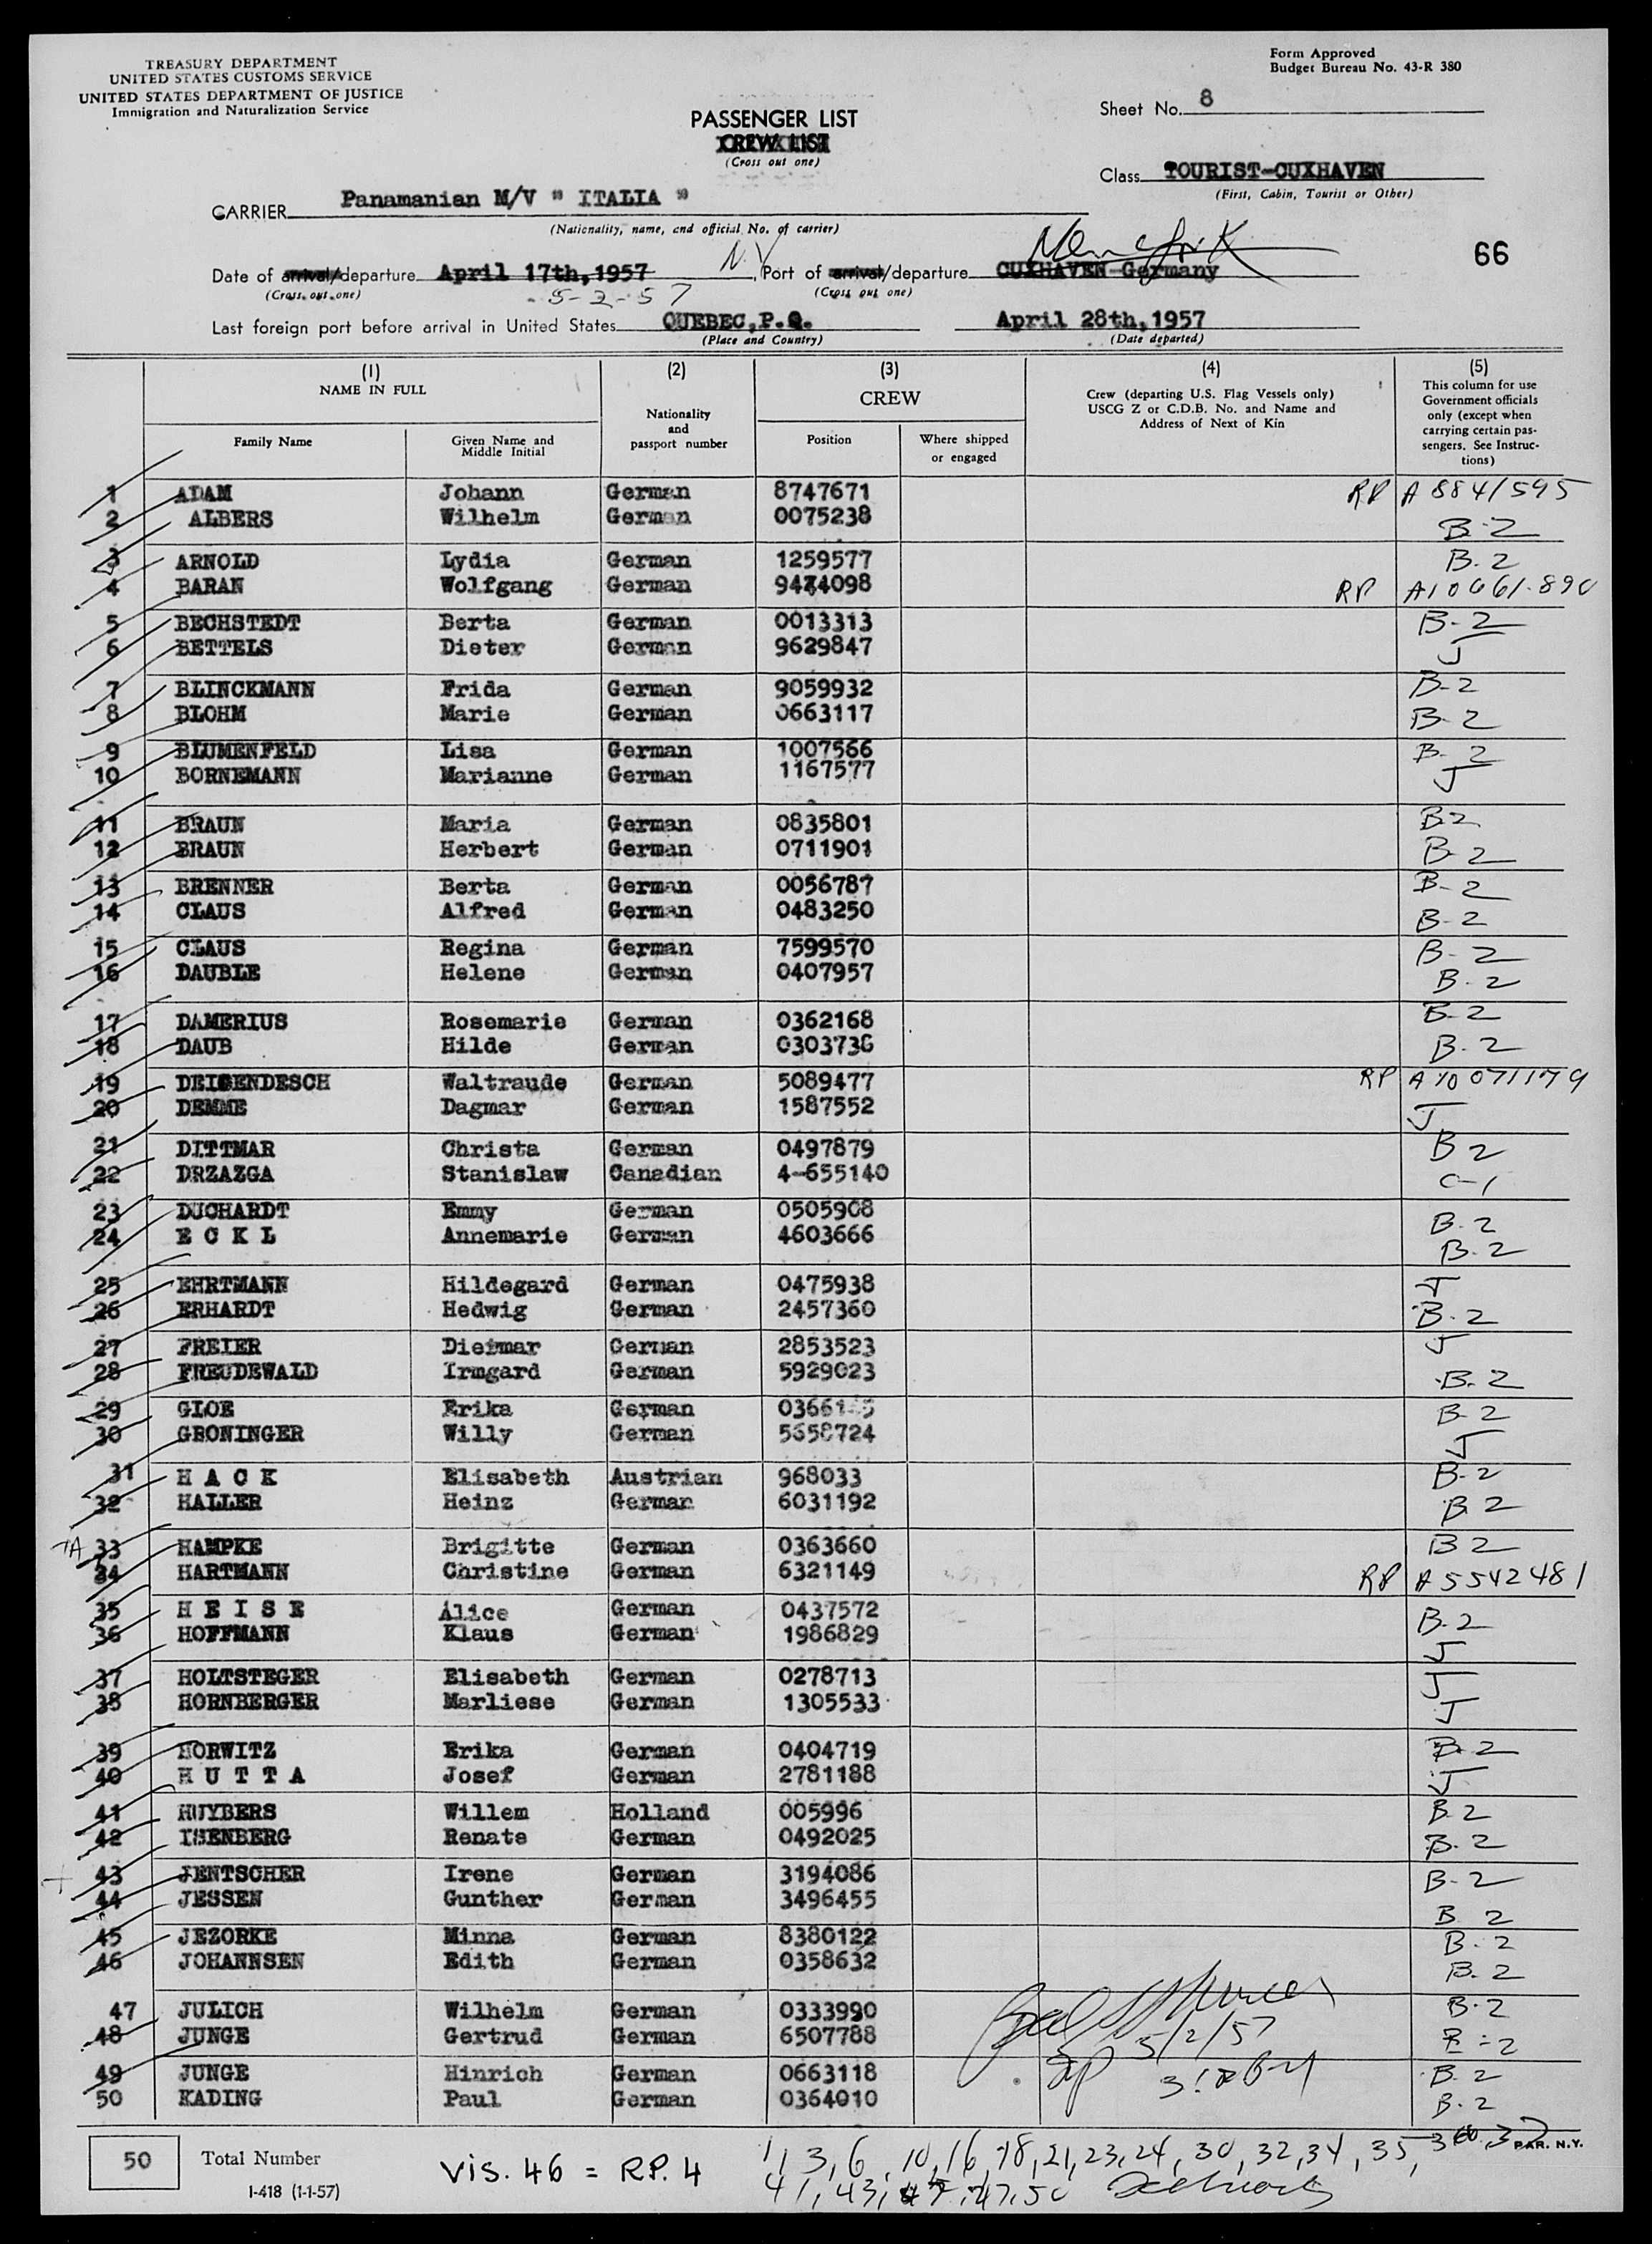 TREASURY DEPARTMENT
UNITED STATES CUSTOMS SERVICE
UNITED STATES DEPARTMENT OF JUSTICE
Immigration and Naturalization Service
Form Approved
Budget Bureau No. 43-R 380
Sheet No. 8
PASSENGER LIST
CREW LIST
(Cross out one)
Class TOURIST-CUXHAVEN
(First, Cabin, Tourist or Other)
CARRIER Panamanian M/V " ITALIA "
(Nationality, name, and official No. of carrier)
N.Y New York
66
Date of arrival/departure April 17th,1957 , Port of arrival/departure CUXHAVEN-Germany
(Cross out one) 5-2-57 (Cross out one)
Last foreign port before arrival in United States QUEBEC,P.Q. April 28th,1957
(Place and Country) (Date departed)
(1) NAME IN FULL (2) Nationality and passport number (3) CREW (4) Crew (departing U.S. Flag Vessels only) USCG Z or C.D.B. No. and Name and Address of Next of Kin (5) This column for use Government officials only (except when carrying certain passengers. See Instructions)
Family Name Given Name and Middle Initial Position Where shipped or engaged
1 ADAM Johann German 8747671 RP A 8841595
2 ALBERS Wilhelm German 0075238 B-2
3 ARNOLD Lydia German 1259577 B.2
4 BARAN Wolfgang German 9474098 RP A10661.890
5 BECHSTEDT Berta German 0013313 B-2
6 BETTELS Dieter German 9629847 J
7 BLINCKMANN Frida German 9059932 B-2
8 BLOHM Marie German 0663117 B-2
9 BLUMENFELD Lisa German 1007566 B-2
10 BORNEMANN Marianne German 1167577 J
11 BRAUN Maria German 0835801 B2
12 BRAUN Herbert German 0711901 B-2
13 BRENNER Berta German 0056787 B-2
14 CLAUS Alfred German 0483250 B-2
15 CLAUS Regina German 7599570 B-2
16 DAUBLE Helene German 0407957 B-2
17 DAMERIUS Rosemarie German 0362168 B-2
18 DAUB Hilde German 0303736 B-2
19 DEIGENDESCH Waltraude German 5089477 RP A10071179
20 DEMME Dagmar German 1587552 J
21 DITTMAR Christa German 0497879 B2
22 DRZAZGA Stanislaw Canadian 4-655140 C-1
23 DUCHARDT Emmy German 0505908 B-2
24 E C K L Annemarie German 4603666 B.2
25 EHRTMANN Hildegard German 0475938 J
26 ERHARDT Hedwig German 2457360 B.2
27 FREIER Dietmar German 2853523 J
28 FREUDEWALD Irmgard German 5929023 B-2
29 GLOE Erika German B-2
30 GRONINGER Willy German 5658724 J
31 H A C K Elisabeth Austrian 968033 B-2
32 HALLER Heinz German 6031192 B2
33 HAMPKE Brigitte German 0363660 B2
34 HARTMANN Christine German 6321149 RP A5542481
35 H E I S E Alice German 0437572 B.2
36 HOFFMANN Klaus German 1986829 J
37 HOLTSTEGER Elisabeth German 0278713 J
38 HORNBERGER Marliese German 1305533 J
39 HORWITZ Erika German 0404719 B-2
40 H U T T A Josef German 2781188 J
41 HUYBERS Willem Holland 005996 B2
42 ISENBERG Renate German 0492025 B.2
43 JENTSCHER Irene German 3194086 B-2
44 JESSEN Gunther German 3496455 B 2
45 JEZORKE Minna German 8380122 B.2
46 JOHANNSEN Edith German 0358632 B.2
47 JULICH Wilhelm German 0333990 B-2
48 JUNGE Gertrud German 6507788 B-2
5/2/57
49 JUNGE Hinrich German 0663118 B.2
50 KADING Paul German 0364010 B.2
50 Total Number
I-418 (1-1-57)
Vis. 46 = RP. 4
1, 3, 6, 10, 16, 18, 21, 23, 24, 30, 32, 34, 35,
PAR. N.Y.
41, 43, 45, 47, 50